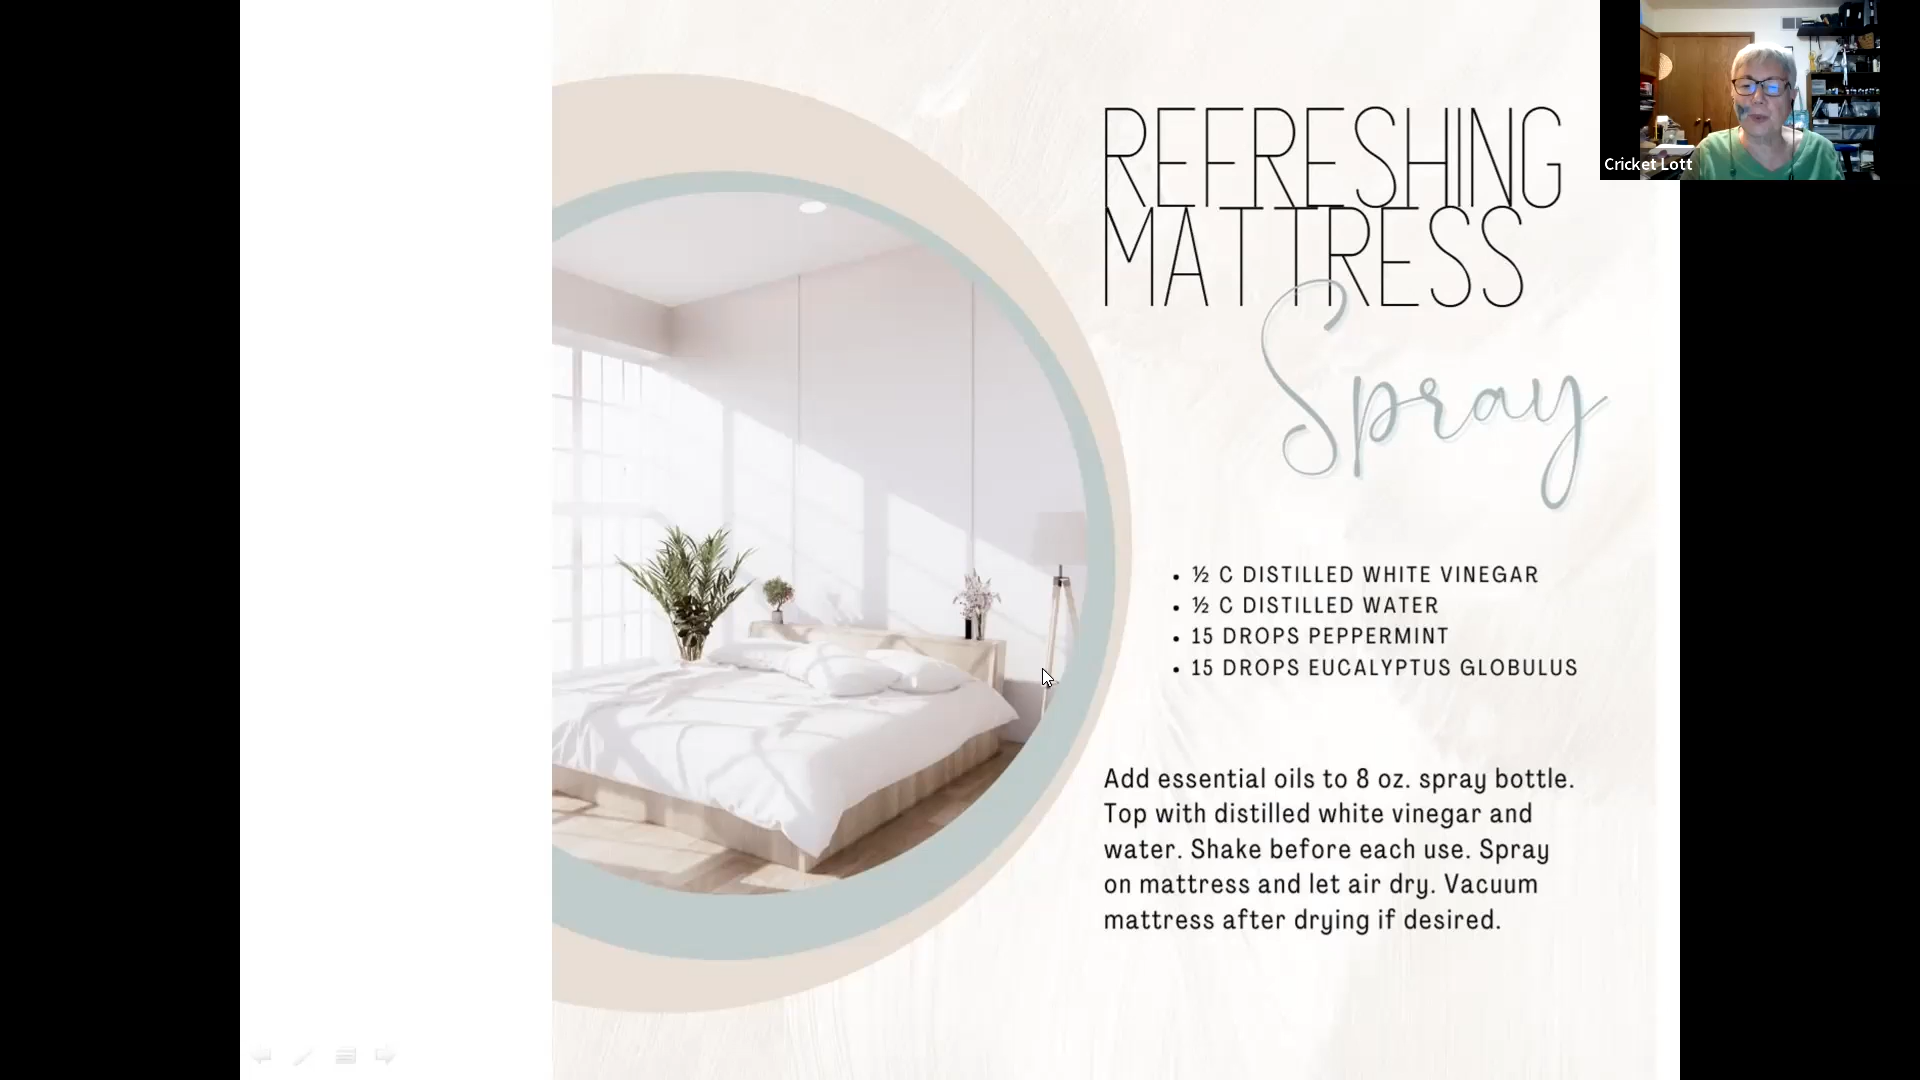 REFRESHING
MATTRESS
Spray
Cricket Lott
• ½ C DISTILLED WHITE VINEGAR
• ½ C DISTILLED WATER
• 15 DROPS PEPPERMINT
• 15 DROPS EUCALYPTUS GLOBULUS
Add essential oils to 8 oz. spray bottle.
Top with distilled white vinegar and
water. Shake before each use. Spray
on mattress and let air dry. Vacuum
mattress after drying if desired.